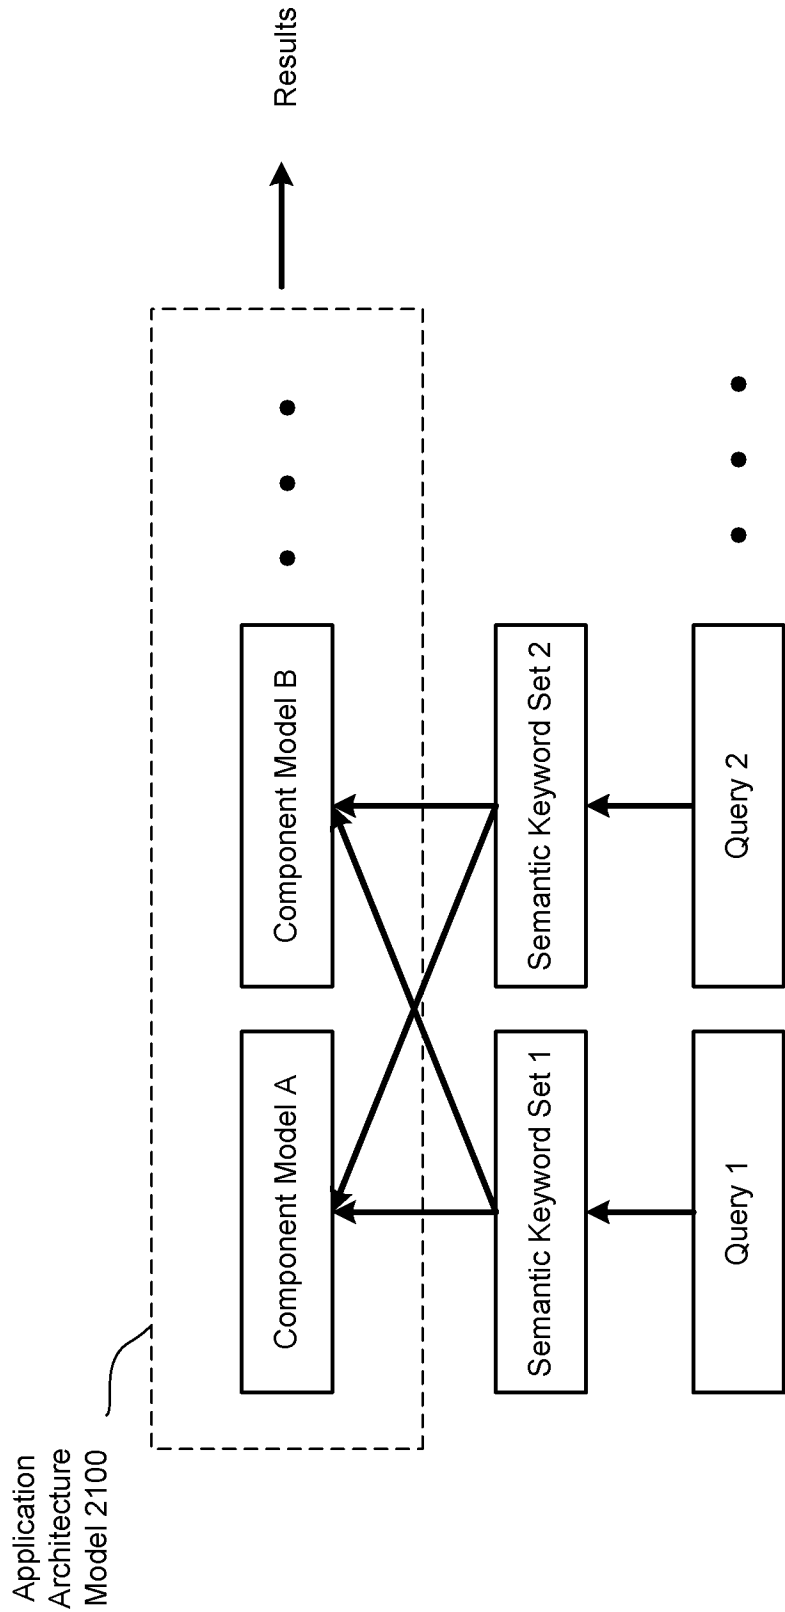 Application
Architecture
Model 2100
Component Model A
Component Model B
Results
Semantic Keyword Set 1
Semantic Keyword Set 2
Query 1
Query 2